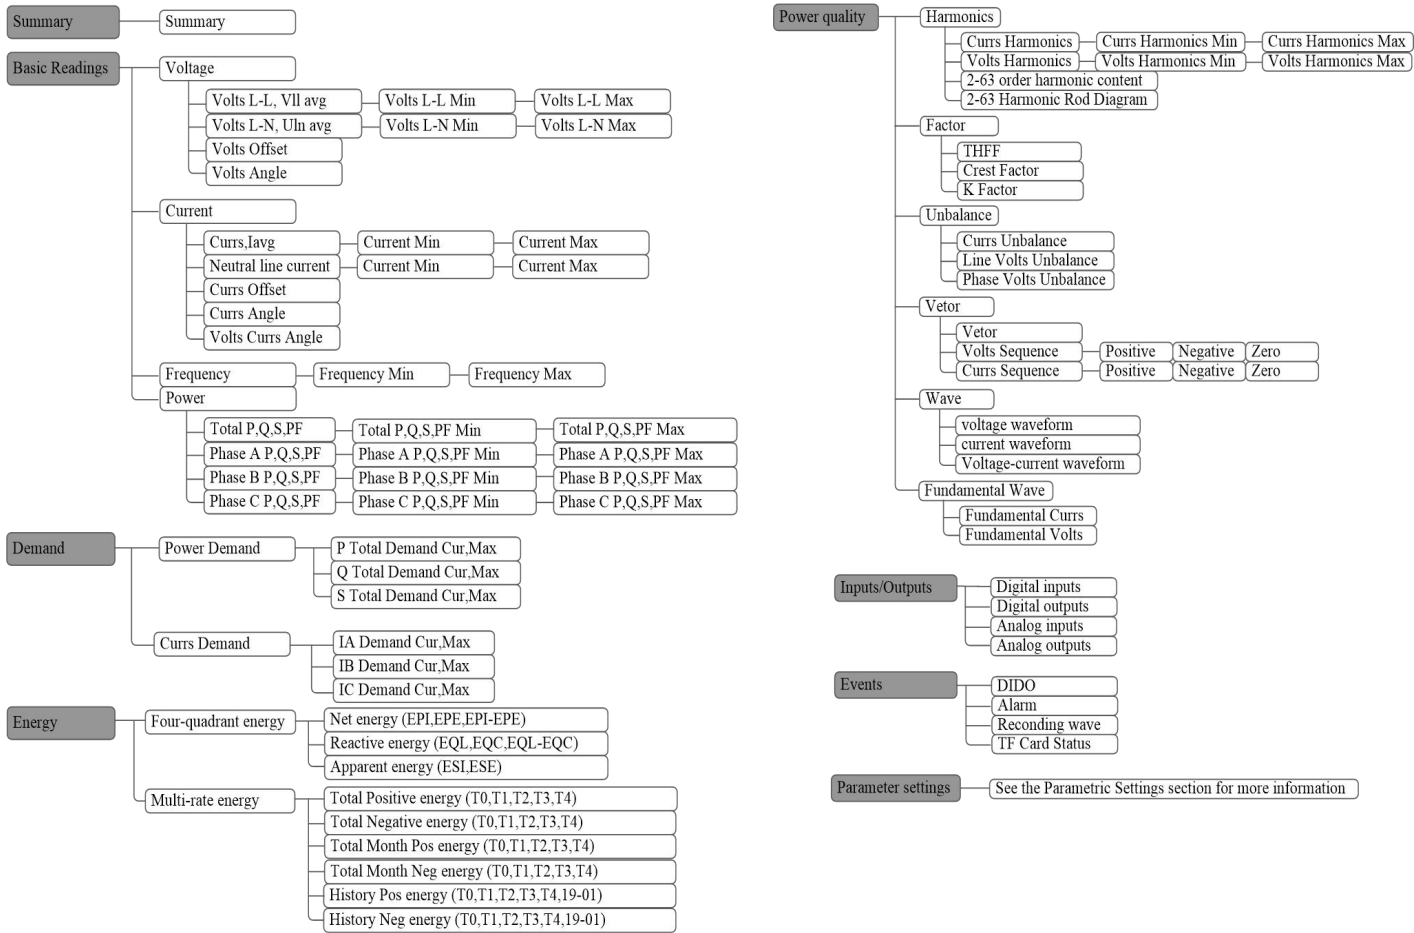 Summary
Summary
Basic Readings
Voltage
Volts L-L, Vll avg
Volts L-L Min
Volts L-L Max
Volts L-N, Uln avg
Volts L-N Min
Volts L-N Max
Volts Offset
Volts Angle
Current
Currs,Iavg
Current Min
Current Max
Neutral line current
Current Min
Current Max
Currs Offset
Currs Angle
Volts Currs Angle
Frequency
Frequency Min
Frequency Max
Power
Total P,Q,S,PF
Total P,Q,S,PF Min
Total P,Q,S,PF Max
Phase A P,Q,S,PF
Phase A P,Q,S,PF Min
Phase A P,Q,S,PF Max
Phase B P,Q,S,PF
Phase B P,Q,S,PF Min
Phase B P,Q,S,PF Max
Phase C P,Q,S,PF
Phase C P,Q,S,PF Min
Phase C P,Q,S,PF Max
Demand
Power Demand
P Total Demand Cur,Max
Q Total Demand Cur,Max
S Total Demand Cur,Max
Currs Demand
IA Demand Cur,Max
IB Demand Cur,Max
IC Demand Cur,Max
Energy
Four-quadrant energy
Net energy (EPI,EPE,EPI-EPE)
Reactive energy (EQL,EQC,EQL-EQC)
Apparent energy (ESI,ESE)
Multi-rate energy
Total Positive energy (T0,T1,T2,T3,T4)
Total Negative energy (T0,T1,T2,T3,T4)
Total Month Pos energy (T0,T1,T2,T3,T4)
Total Month Neg energy (T0,T1,T2,T3,T4)
History Pos energy (T0,T1,T2,T3,T4,19-01)
History Neg energy (T0,T1,T2,T3,T4,19-01)
Power quality
Harmonics
Currs Harmonics
Currs Harmonics Min
Currs Harmonics Max
Volts Harmonics
Volts Harmonics Min
Volts Harmonics Max
2-63 order harmonic content
2-63 Harmonic Rod Diagram
Factor
THFF
Crest Factor
K Factor
Unbalance
Currs Unbalance
Line Volts Unbalance
Phase Volts Unbalance
Vetor
Vetor
Volts Sequence
Positive
Negative
Zero
Currs Sequence
Positive
Negative
Zero
Wave
voltage waveform
current waveform
Voltage-current waveform
Fundamental Wave
Fundamental Currs
Fundamental Volts
Inputs/Outputs
Digital inputs
Digital outputs
Analog inputs
Analog outputs
Events
DIDO
Alarm
Reconding wave
TF Card Status
Parameter settings
See the Parametric Settings section for more information